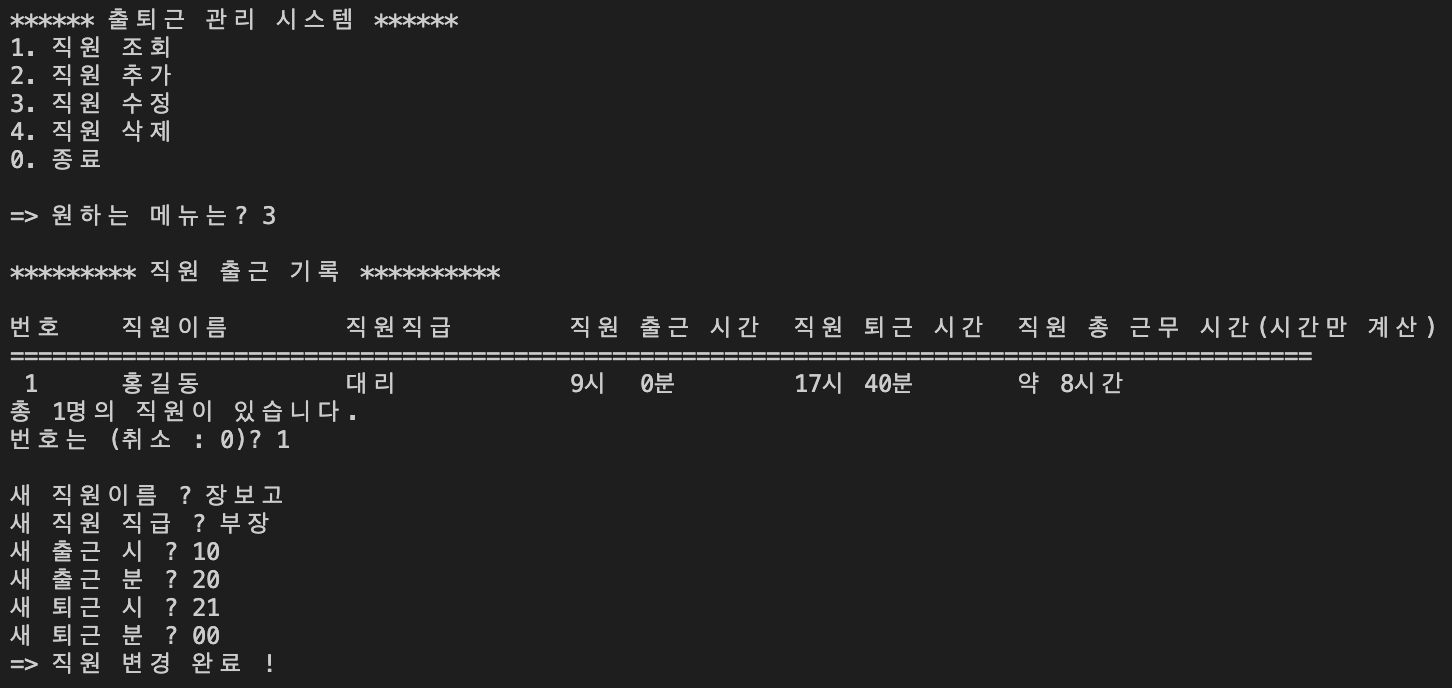 ****** 출퇴근 관리 시스템 ******
1. 직원 조회
2. 직원 추가
3. 직원 수정
4. 직원 삭제
0. 종료
=> 원하는 메뉴는? 3
********* 직원 출근 기록 **********
번호 직원이름 직원직급 직원 출근 시간 직원 퇴근 시간 직원 총 근무 시간(시간만 계산)
=============================================================================================
1 홍길동 대리 9시 0분 17시 40분 약 8시간
총 1명의 직원이 있습니다.
번호는 (취소 : 0)? 1
새 직원이름 ? 장보고
새 직원 직급 ? 부장
새 출근 시 ? 10
새 출근 분 ? 20
새 퇴근 시 ? 21
새 퇴근 분 ? 00
=> 직원 변경 완료 !